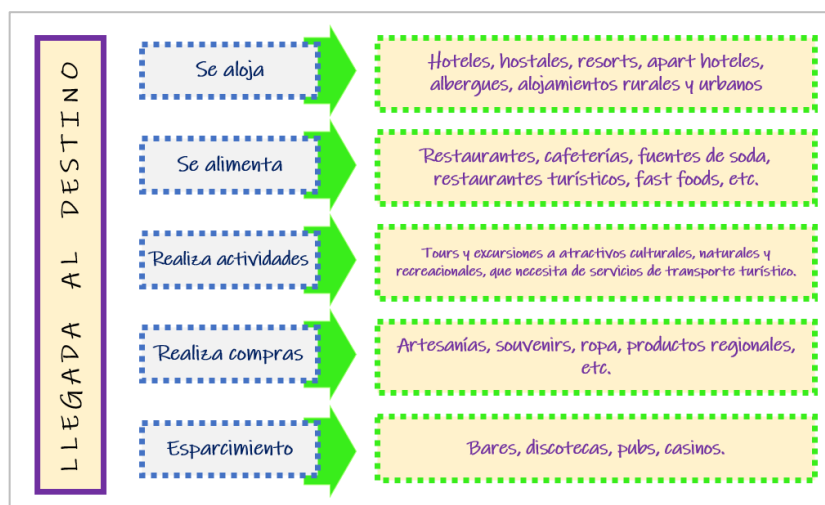 LLEGADA AL DESTINO
Se aloja
Hoteles, hostales, resorts, apart hoteles,
albergues, alojamientos rurales y urbanos
Se alimenta
Restaurantes, cafeterías, fuentes de soda,
restaurantes turísticos, fast foods, etc.
Realiza actividades
Tours y excursiones a atractivos culturales, naturales y
recreacionales, que necesita de servicios de transporte turístico.
Realiza compras
Artesanías, souvenirs, ropa, productos regionales,
etc.
Esparcimiento
Bares, discotecas, pubs, casinos.